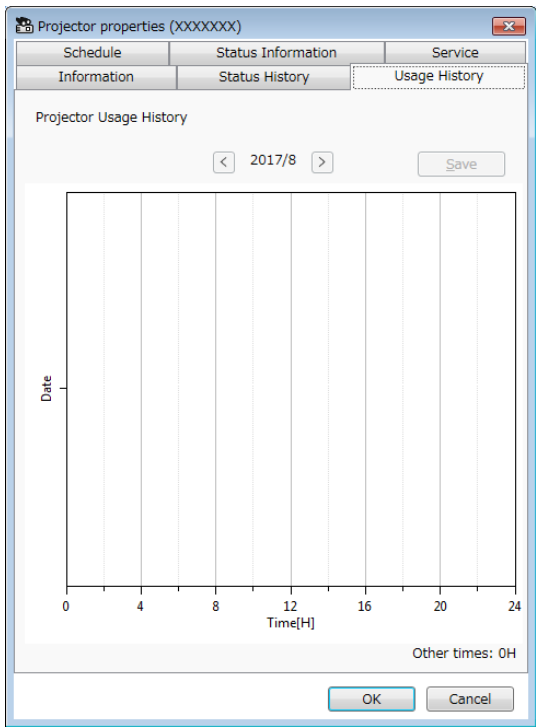 Projector properties (XXXXXXX)
Schedule Status Information Service
Information Status History Usage History
Projector Usage History
< 2017/8 > Save
Date
0 4 8 12 16 20 24
Time[H]
Other times: 0H
OK Cancel